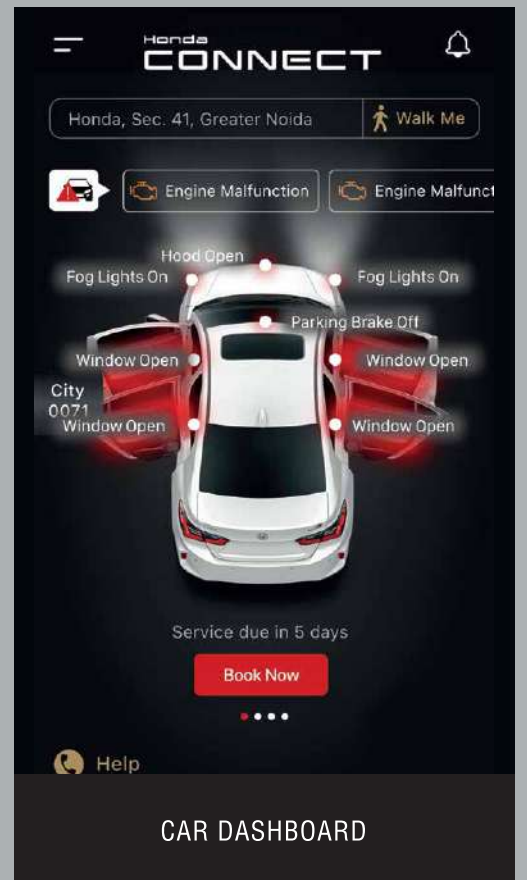 Honda
CONNECT
Honda, Sec. 41, Greater Noida
Walk Me
Engine Malfunction
Engine Malfunct
Hood Open
Fog Lights On
Fog Lights On
Parking Brake Off
Window Open
Window Open
City
0071
Window Open
Window Open
Service due in 5 days
Book Now
Help
CAR DASHBOARD